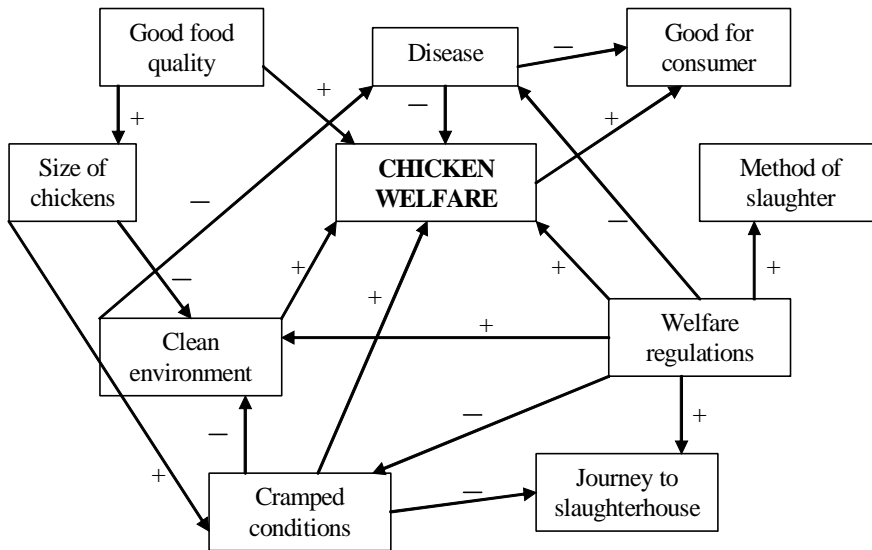 Good food
quality
Disease
Good for
consumer
—
+
+
—
+
+
Size of
chickens
CHICKEN
WELFARE
Method of
slaughter
—
—
—
+
+
+
+
Clean
environment
+
Welfare
regulations
+
—
—
+
Cramped
conditions
—
Journey to
slaughterhouse